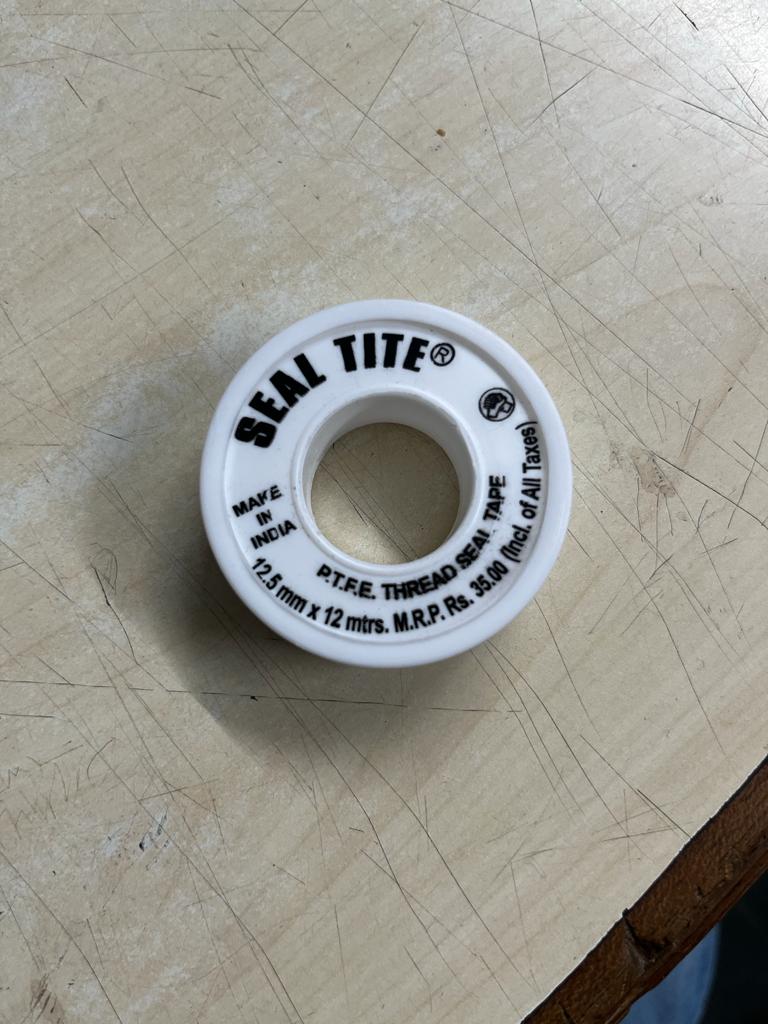 SEAL TITE®
MAKE
IN
INDIA
P.T.F.E. THREAD SEAL TAPE
12.5 mm x 12 mtrs. M.R.P. Rs. 35.00 (Incl. of All Taxes)